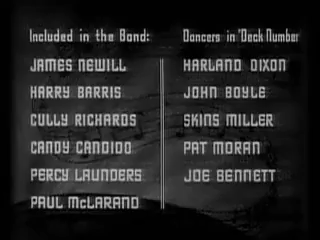 Included in the Band:
JAMES NEWILL
HARRY BARRIS
CULLY RICHARDS
CANDY CANDIDO
PERCY LAUNDERS
PAUL McLARAND
Dancers in "Deck Number
HARLAND DIXON
JOHN BOYLE
SKINS MILLER
PAT MORAN
JOE BENNETT